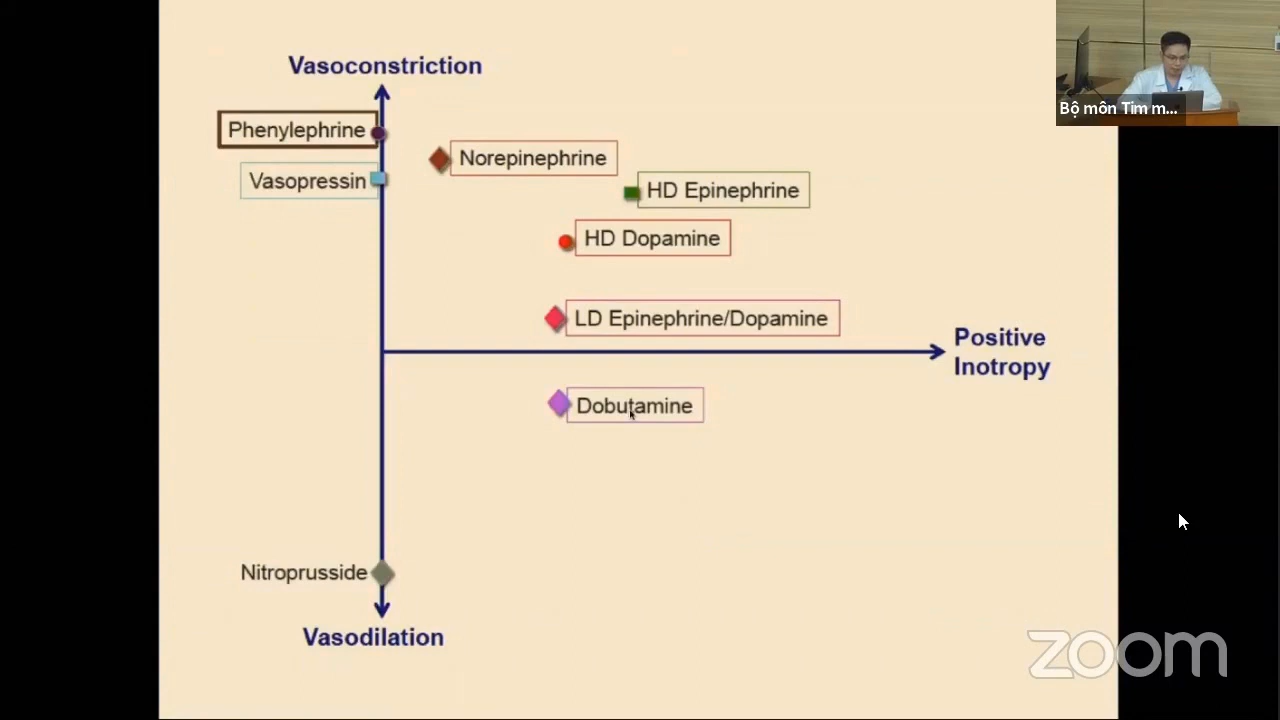 Vasoconstriction
Phenylephrine
Norepinephrine
Vasopressin
HD Epinephrine
HD Dopamine
LD Epinephrine/Dopamine
Positive
Inotropy
Dobutamine
Nitroprusside
Vasodilation
Bộ môn Tim m...
zoom